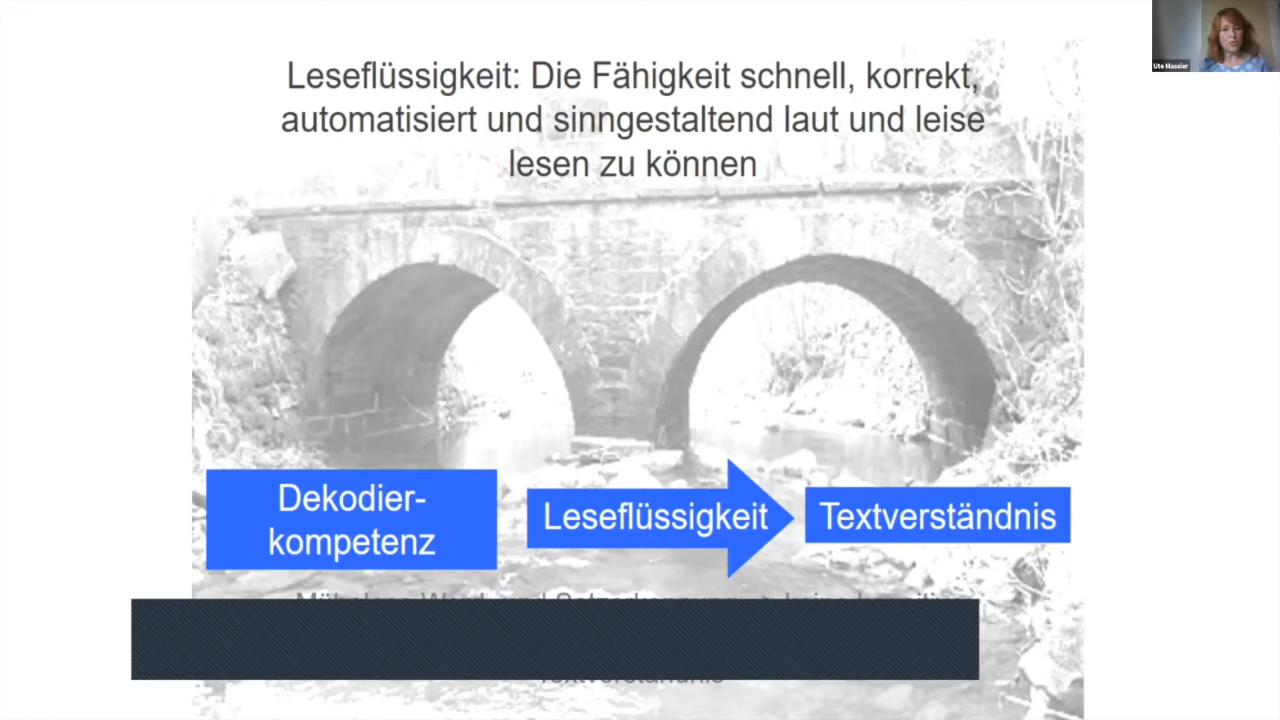 Leseflüssigkeit: Die Fähigkeit schnell, korrekt,
automatisiert und sinngestaltend laut und leise
lesen zu können
Dekodier-
kompetenz
Leseflüssigkeit
Textverständnis
Textverständnis
Ute Massler